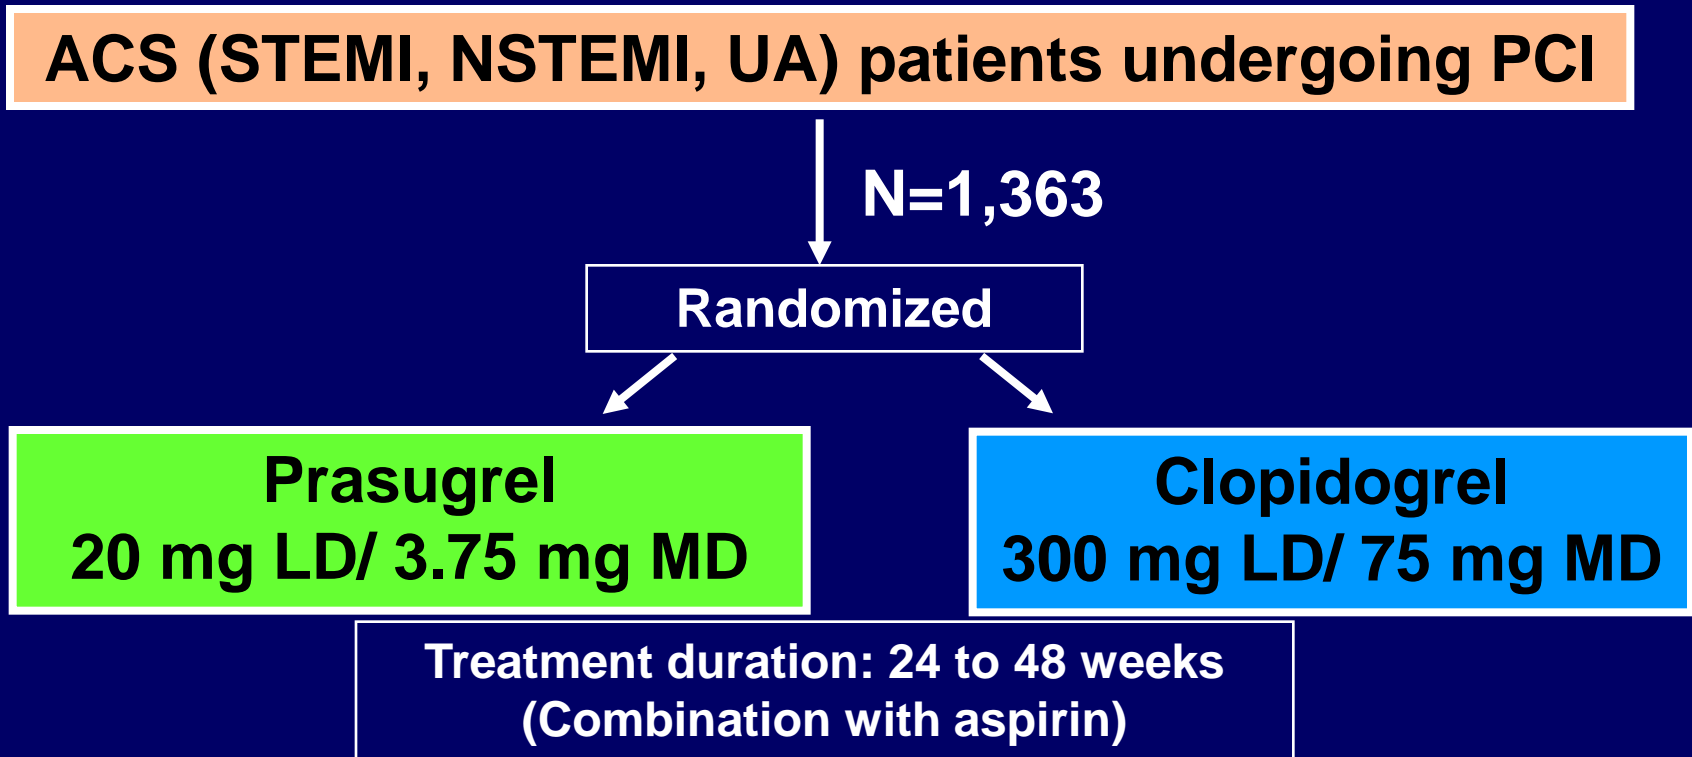 ACS (STEMI, NSTEMI, UA) patients undergoing PCI
N=1,363
Randomized
Prasugrel
20 mg LD/ 3.75 mg MD
Clopidogrel
300 mg LD/ 75 mg MD
Treatment duration: 24 to 48 weeks
(Combination with aspirin)